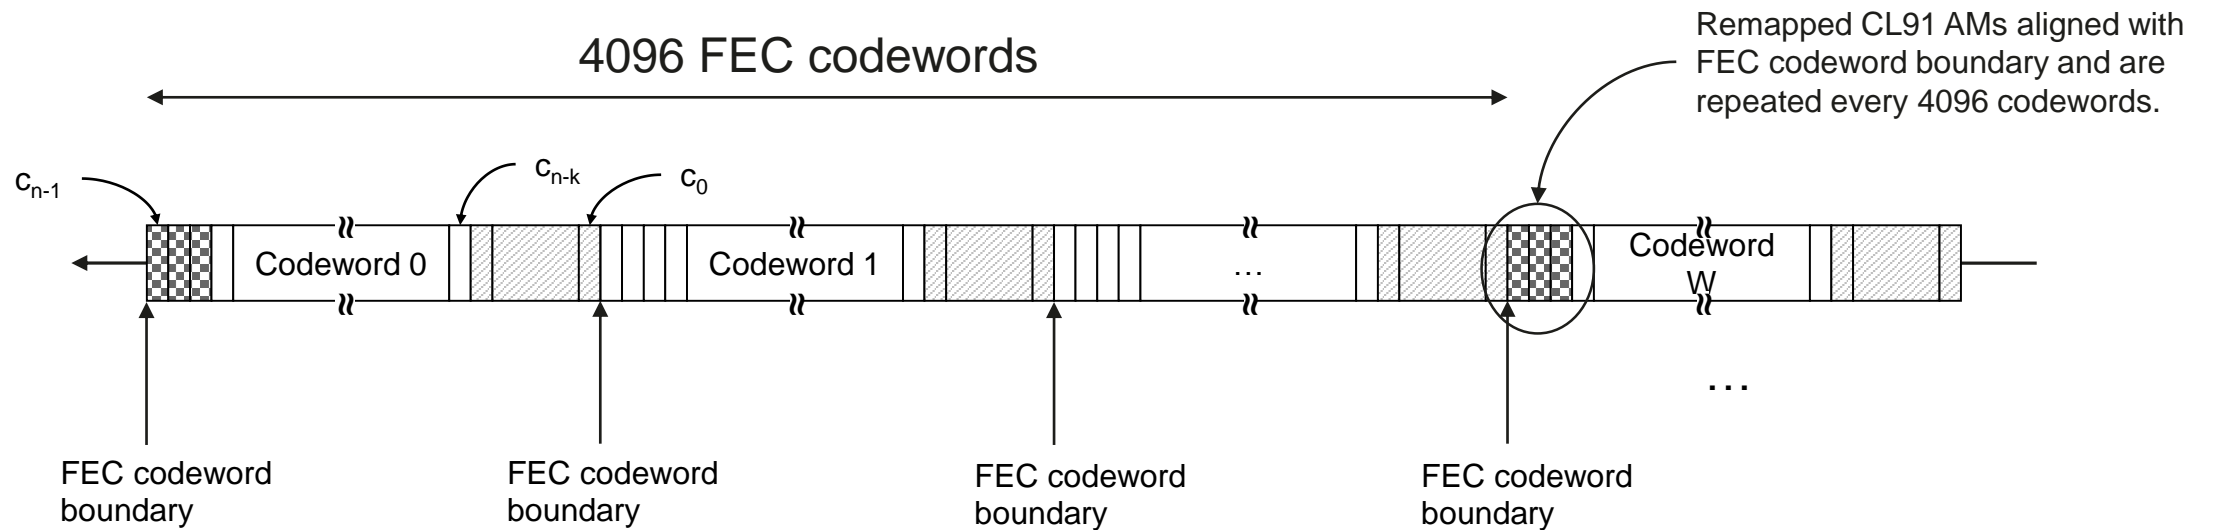 4096 FEC codewords
Remapped CL91 AMs aligned with
FEC codeword boundary and are
repeated every 4096 codewords.
cn-1
cn-k
c0
Codeword 0
Codeword 1
...
Codeword
W
...
FEC codeword
boundary
FEC codeword
boundary
FEC codeword
boundary
FEC codeword
boundary